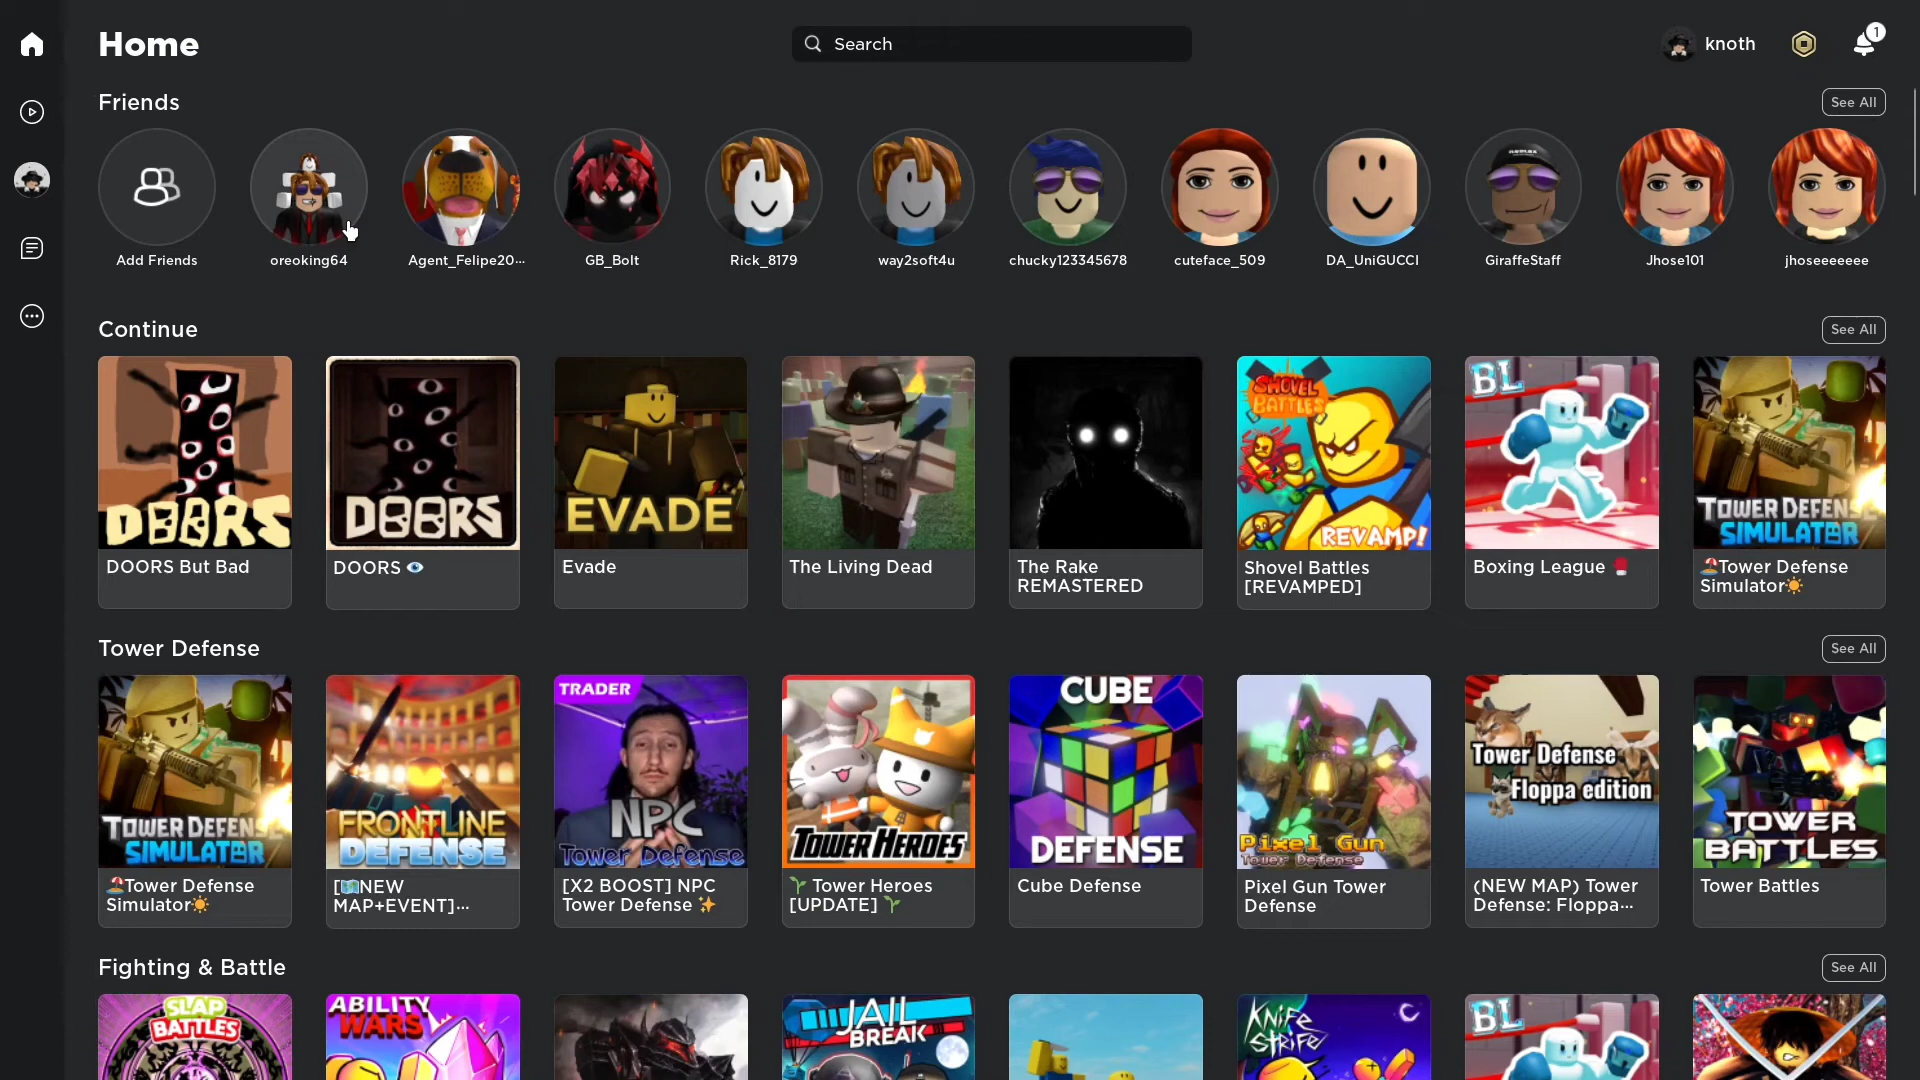 Home
Search
knoth
1
Friends
See All
Add Friends
oreoking64
Agent_Felipe20...
GB_Bolt
Rick_8179
way2soft4u
chucky123345678
cuteface_509
DA_UniGUCCI
GiraffeStaff
Jhose101
jhoseeeeeee
Continue
See All
DOORS
DOORS
EVADE
SHOVEL
BATTLES
REVAMP!
BL
TOWER DEFENSE
SIMULATOR
DOORS But Bad
DOORS 👁️
Evade
The Living Dead
The Rake
REMASTERED
Shovel Battles
[REVAMPED]
Boxing League 🥊
🏖️Tower Defense
Simulator☀️
Tower Defense
See All
TOWER DEFENSE
SIMULATOR
FRONTLINE
DEFENSE
TRADER
NPC
Tower Defense
TOWER HEROES
CUBE
DEFENSE
Pixel Gun
Tower Defense
Tower Defense
Floppa edition
TOWER
BATTLES
🏖️Tower Defense
Simulator☀️
[🗺️NEW
MAP+EVENT]...
[X2 BOOST] NPC
Tower Defense ✨
🌱 Tower Heroes
[UPDATE] 🌱
Cube Defense
Pixel Gun Tower
Defense
(NEW MAP) Tower
Defense: Floppa...
Tower Battles
Fighting & Battle
See All
SLAP
BATTLES
ABILITY
WARS
JAIL
BREAK
KNIFE
STRIFE
BL